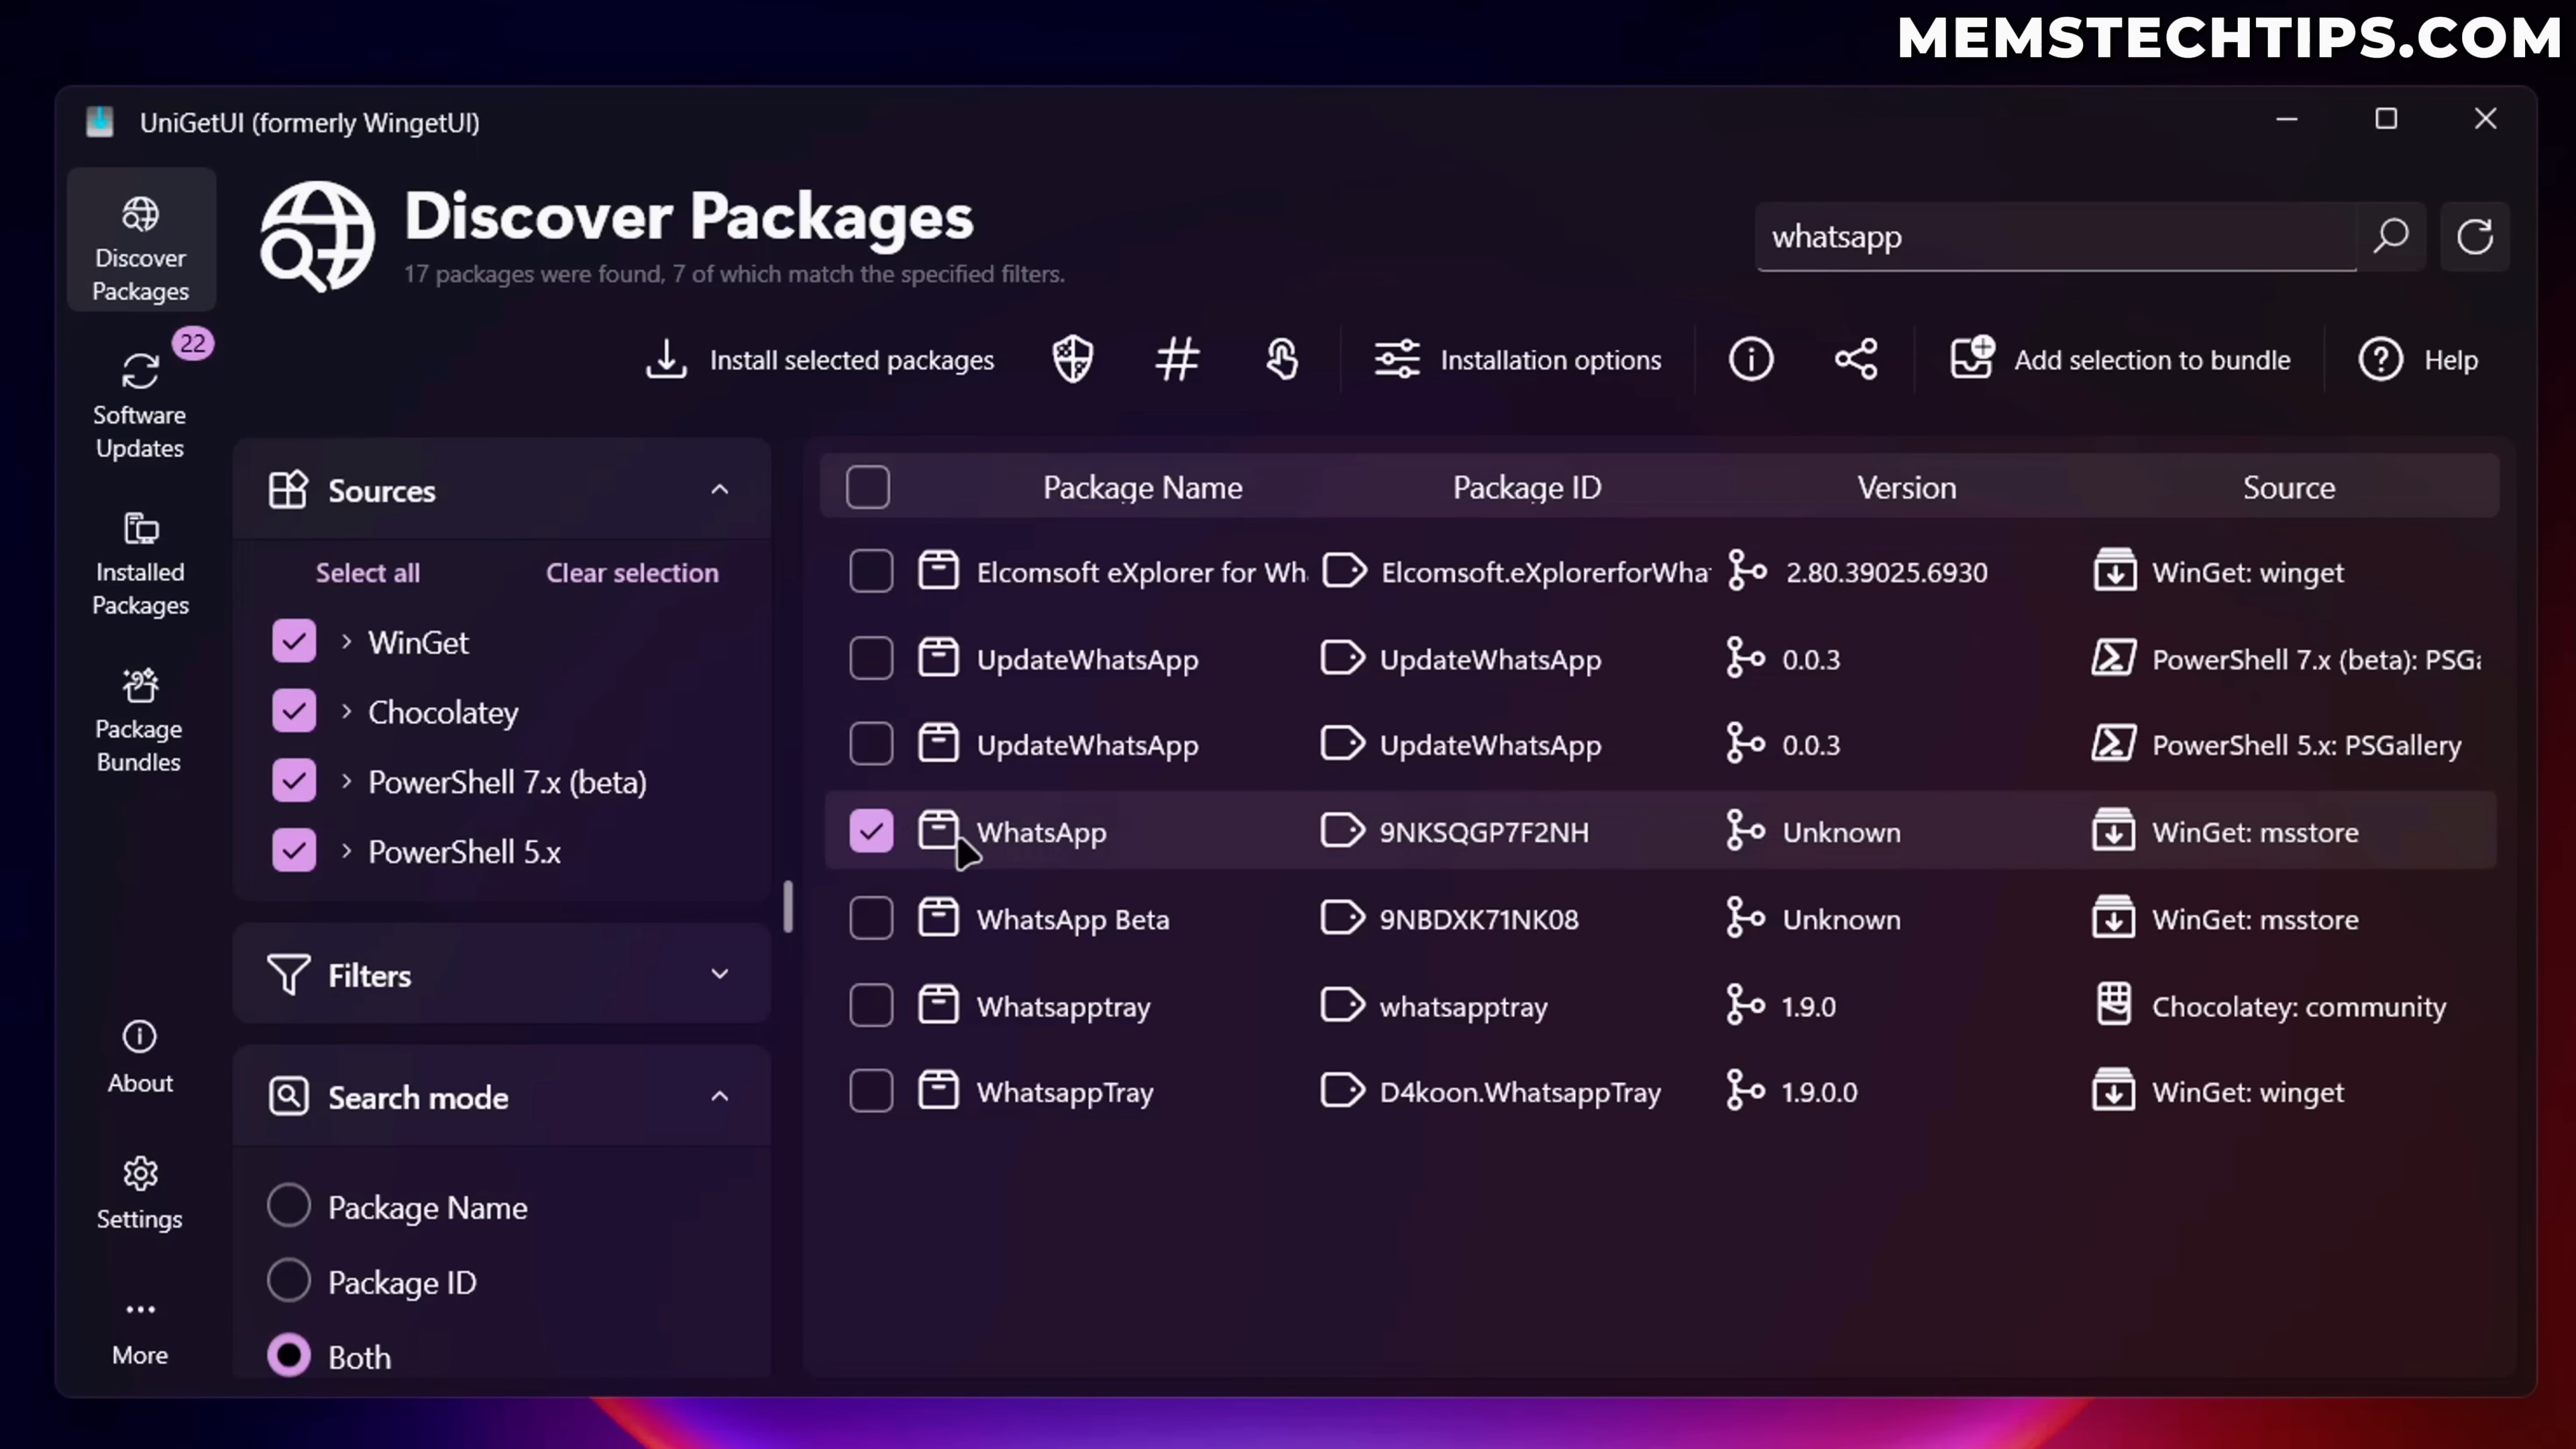 MEMSTECHTIPS.COM
UniGetUI (formerly WingetUI)
Discover Packages
17 packages were found, 7 of which match the specified filters.
whatsapp
Discover
Packages
22
Software
Updates
Installed
Packages
Package
Bundles
About
Settings
More
Install selected packages
Installation options
Add selection to bundle
Help
Sources
Select all Clear selection
WinGet
Chocolatey
PowerShell 7.x (beta)
PowerShell 5.x
Filters
Search mode
Package Name
Package ID
Both
Package Name Package ID Version Source
Elcomsoft eXplorer for Wh Elcomsoft.eXplorerforWha 2.80.39025.6930 WinGet: winget
UpdateWhatsApp UpdateWhatsApp 0.0.3 PowerShell 7.x (beta): PSGa
UpdateWhatsApp UpdateWhatsApp 0.0.3 PowerShell 5.x: PSGallery
WhatsApp 9NKSQGP7F2NH Unknown WinGet: msstore
WhatsApp Beta 9NBDXK71NK08 Unknown WinGet: msstore
Whatsapptray whatsapptray 1.9.0 Chocolatey: community
WhatsappTray D4koon.WhatsappTray 1.9.0.0 WinGet: winget